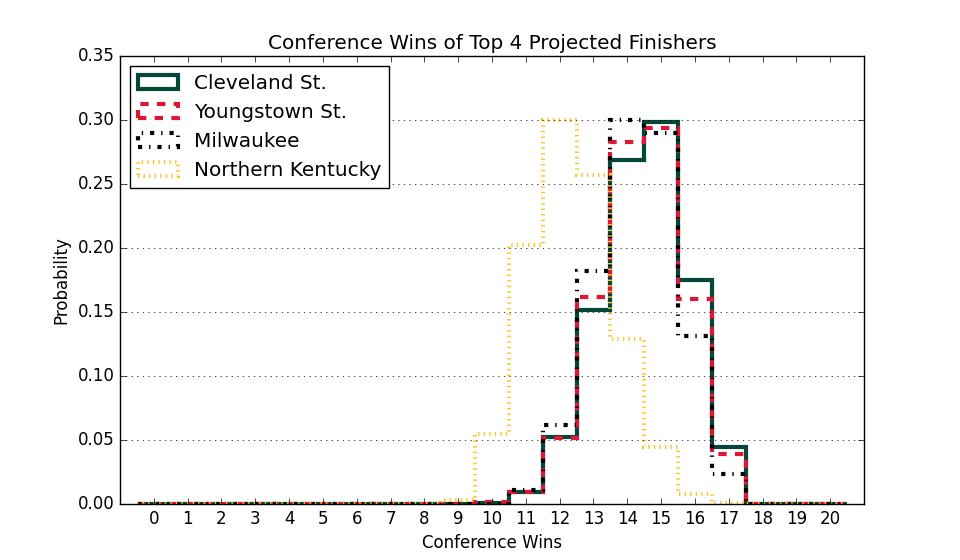 Conference Wins of Top 4 Projected Finishers
0.35
0.30
0.25
0.20
0.15
0.10
0.05
0.00
Probability
Cleveland St.
Youngstown St.
Milwaukee
Northern Kentucky
0 1 2 3 4 5 6 7 8 9 10 11 12 13 14 15 16 17 18 19 20
Conference Wins